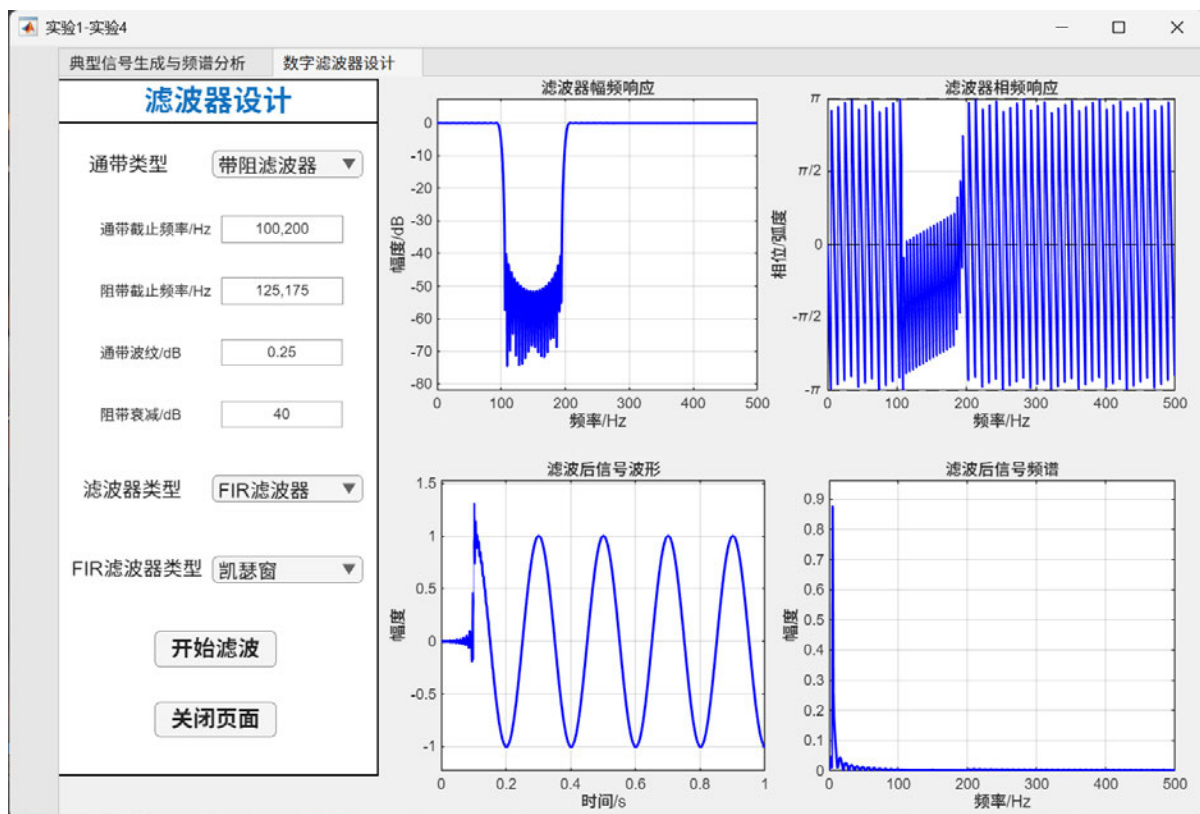 实验1-实验4
典型信号生成与频谱分析
数字滤波器设计
滤波器设计
通带类型
带阻滤波器
通带截止频率/Hz
100,200
阻带截止频率/Hz
125,175
通带波纹/dB
0.25
阻带衰减/dB
40
滤波器类型
FIR滤波器
FIR滤波器类型
凯瑟窗
开始滤波
关闭页面
滤波器幅频响应
幅度/dB
0
-10
-20
-30
-40
-50
-60
-70
-80
0 100 200 300 400 500
频率/Hz
滤波器相频响应
相位/弧度
π
π/2
0
-π/2
-π
0 100 200 300 400 500
频率/Hz
滤波后信号波形
幅度
1.5
1
0.5
0
-0.5
-1
0 0.2 0.4 0.6 0.8 1
时间/s
滤波后信号频谱
幅度
0.9
0.8
0.7
0.6
0.5
0.4
0.3
0.2
0.1
0
0 100 200 300 400 500
频率/Hz